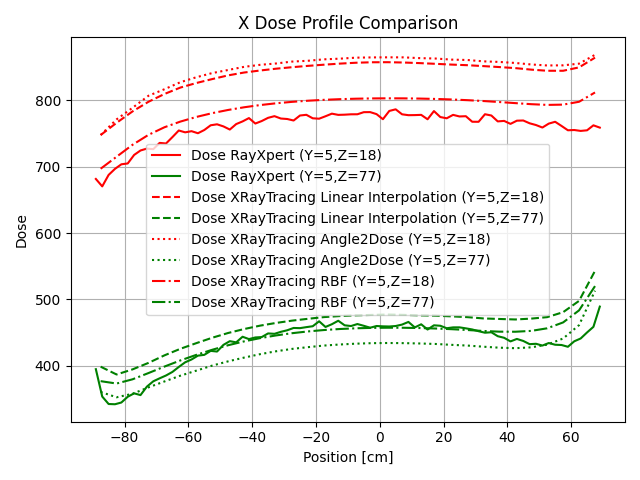 X Dose Profile Comparison
800
700
600
500
400
Dose
Dose RayXpert (Y=5,Z=18)
Dose RayXpert (Y=5,Z=77)
Dose XRayTracing Linear Interpolation (Y=5,Z=18)
Dose XRayTracing Linear Interpolation (Y=5,Z=77)
Dose XRayTracing Angle2Dose (Y=5,Z=18)
Dose XRayTracing Angle2Dose (Y=5,Z=77)
Dose XRayTracing RBF (Y=5,Z=18)
Dose XRayTracing RBF (Y=5,Z=77)
−80 −60 −40 −20 0 20 40 60
Position [cm]